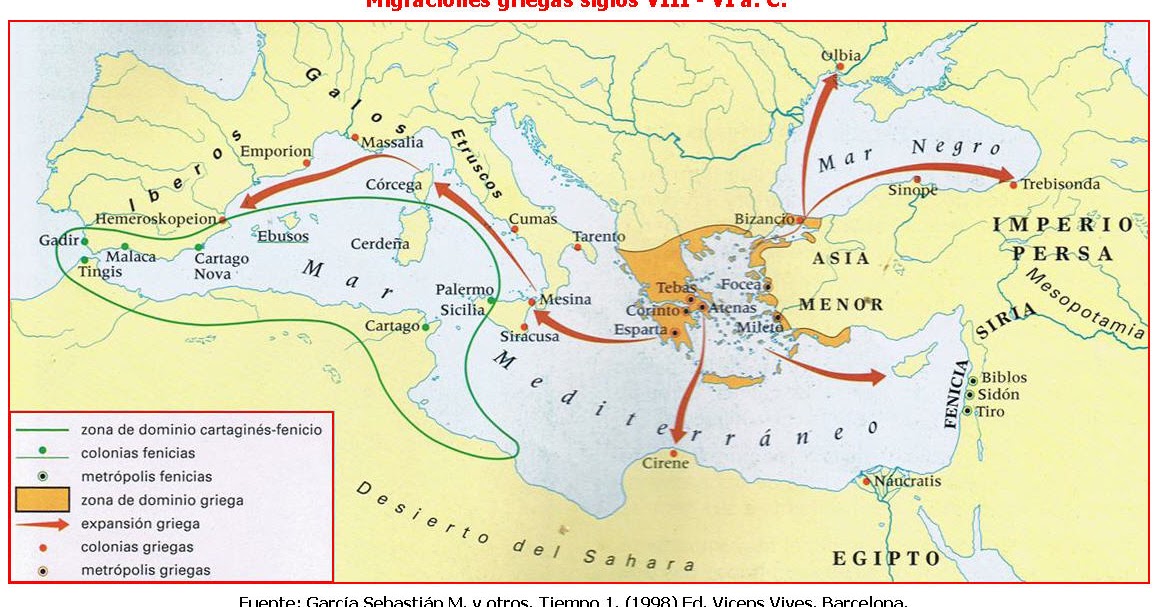 Migraciones griegas siglos VIII - VI a. C.
Olbia
Galos
Massalia
Emporion
Etruscos
Mar Negro
Iberos
Córcega
Sinope
Trebisonda
Hemeroskopeion
Cumas
Bizancio
IMPERIO
PERSA
Gadir
Ebusos
Cerdeña
Tarento
Malaca
Cartago
Nova
Tingis
ASIA
MENOR
Mesopotamia
Palermo
Sicilia
Mesina
Tebas
Focea
Corinto
Atenas
Esparta
Mileto
SIRIA
Cartago
Siracusa
Mar Mediterráneo
FENICIA
Biblos
Sidón
Tiro
Cirene
Náucratis
Desierto del Sahara
EGIPTO
zona de dominio cartaginés-fenicio
colonias fenicias
metrópolis fenicias
zona de dominio griega
expansión griega
colonias griegas
metrópolis griegas
Fuente: García Sebastián M. y otros. Tiempo 1. (1998) Ed. Vicens Vives. Barcelona.